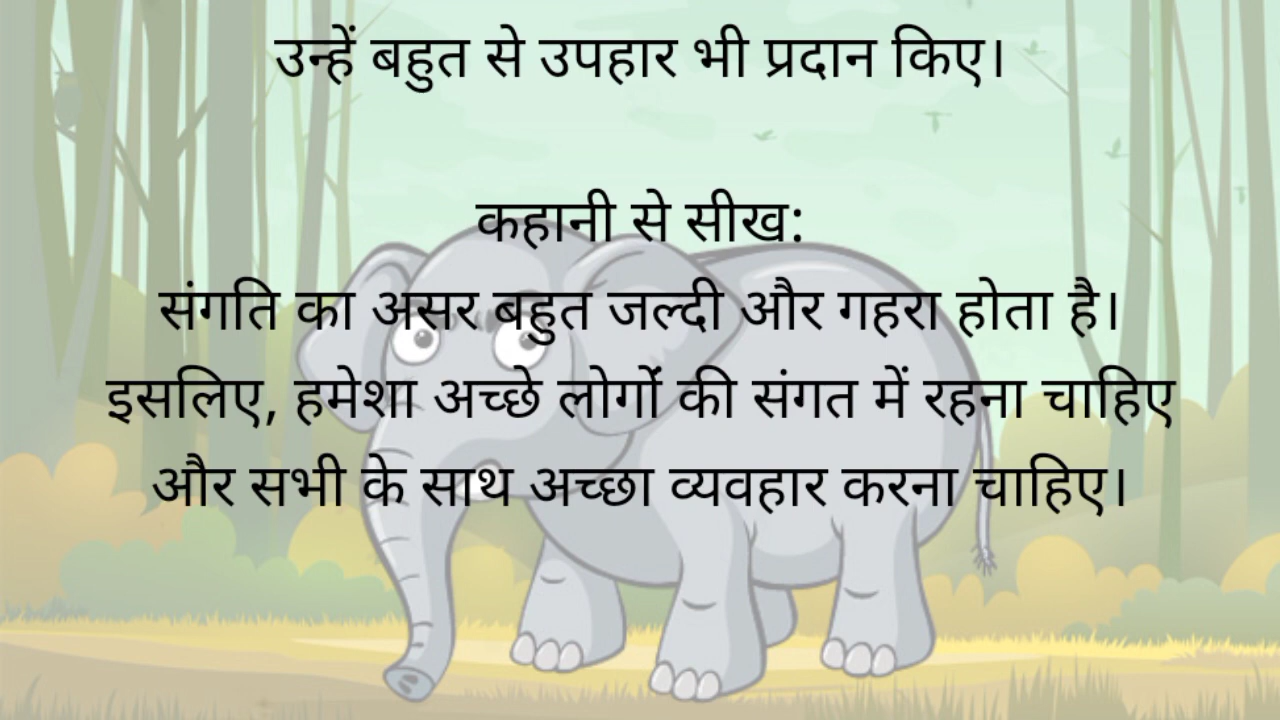 उन्हें बहुत से उपहार भी प्रदान किए।
कहानी से सीख:
संगति का असर बहुत जल्दी और गहरा होता है।
इसलिए, हमेशा अच्छे लोगों की संगत में रहना चाहिए
और सभी के साथ अच्छा व्यवहार करना चाहिए।